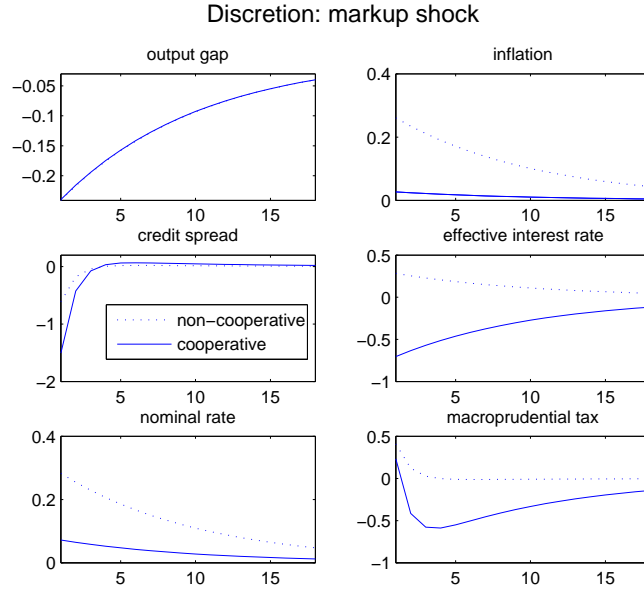 Discretion: markup shock
output gap
−0.05
−0.1
−0.15
−0.2
5 10 15
inflation
0.4
0.2
0
5 10 15
credit spread
0
−1
−2
5 10 15
non−cooperative
cooperative
effective interest rate
0.5
0
−0.5
−1
5 10 15
nominal rate
0.4
0.2
0
5 10 15
macroprudential tax
0.5
0
−0.5
−1
5 10 15